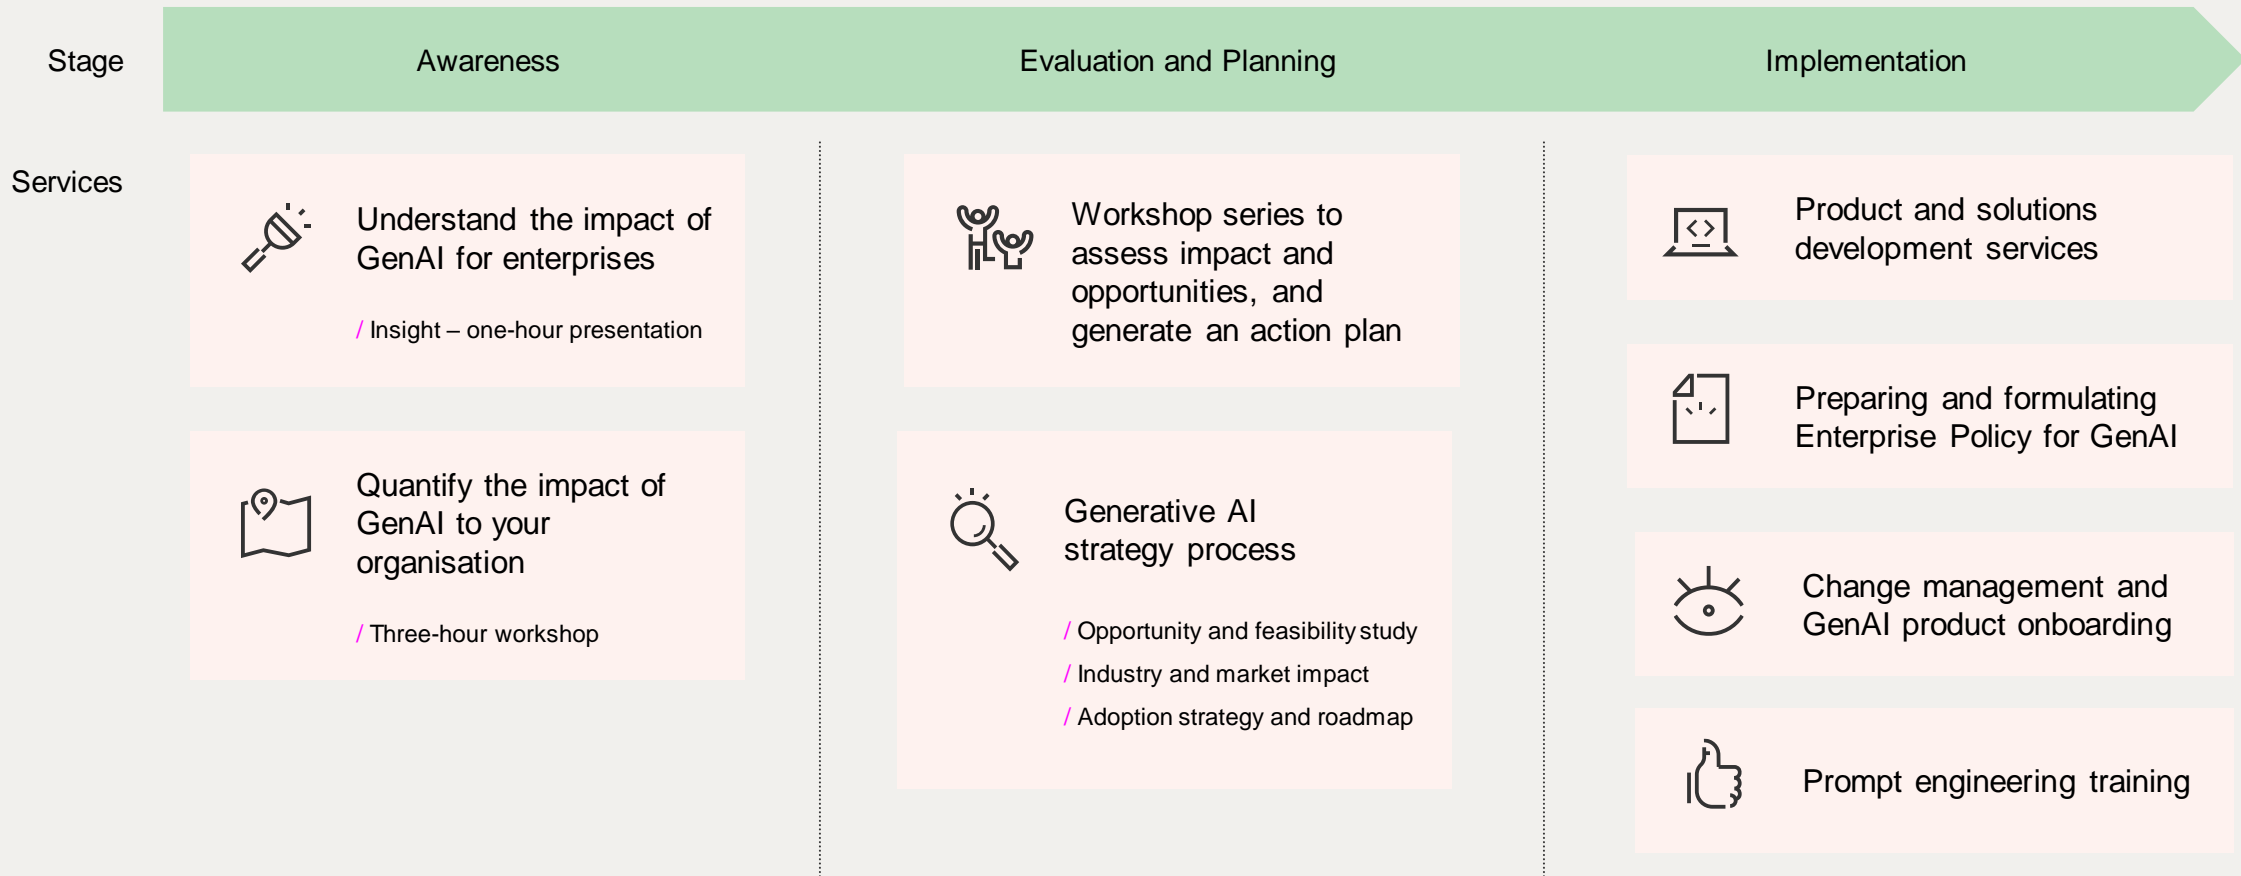 Stage
Awareness
Evaluation and Planning
Implementation
Services
Understand the impact of
GenAI for enterprises
/ Insight – one-hour presentation
Quantify the impact of
GenAI to your
organisation
/ Three-hour workshop
Workshop series to
assess impact and
opportunities, and
generate an action plan
Generative AI
strategy process
/ Opportunity and feasibility study
/ Industry and market impact
/ Adoption strategy and roadmap
Product and solutions
development services
Preparing and formulating
Enterprise Policy for GenAI
Change management and
GenAI product onboarding
Prompt engineering training